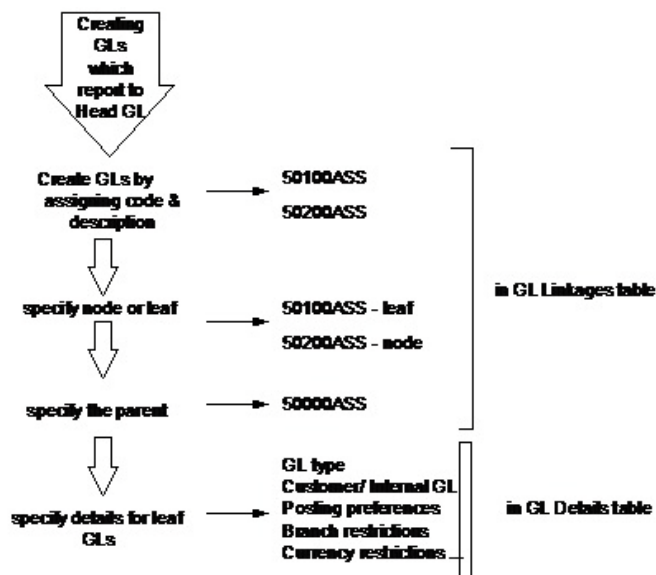 Creating
GLs
which
report to
Head GL
Create GLs by
assigning code &
description
50100ASS
50200ASS
specify node or leaf
50100ASS - leaf
50200ASS - node
in GL Linkages table
specify the parent
50000ASS
specify details for leaf
GLs
GL type
Customer/ Internal GL
Posting preferences
Branch restrictions
Currency restrictions
in GL Details table